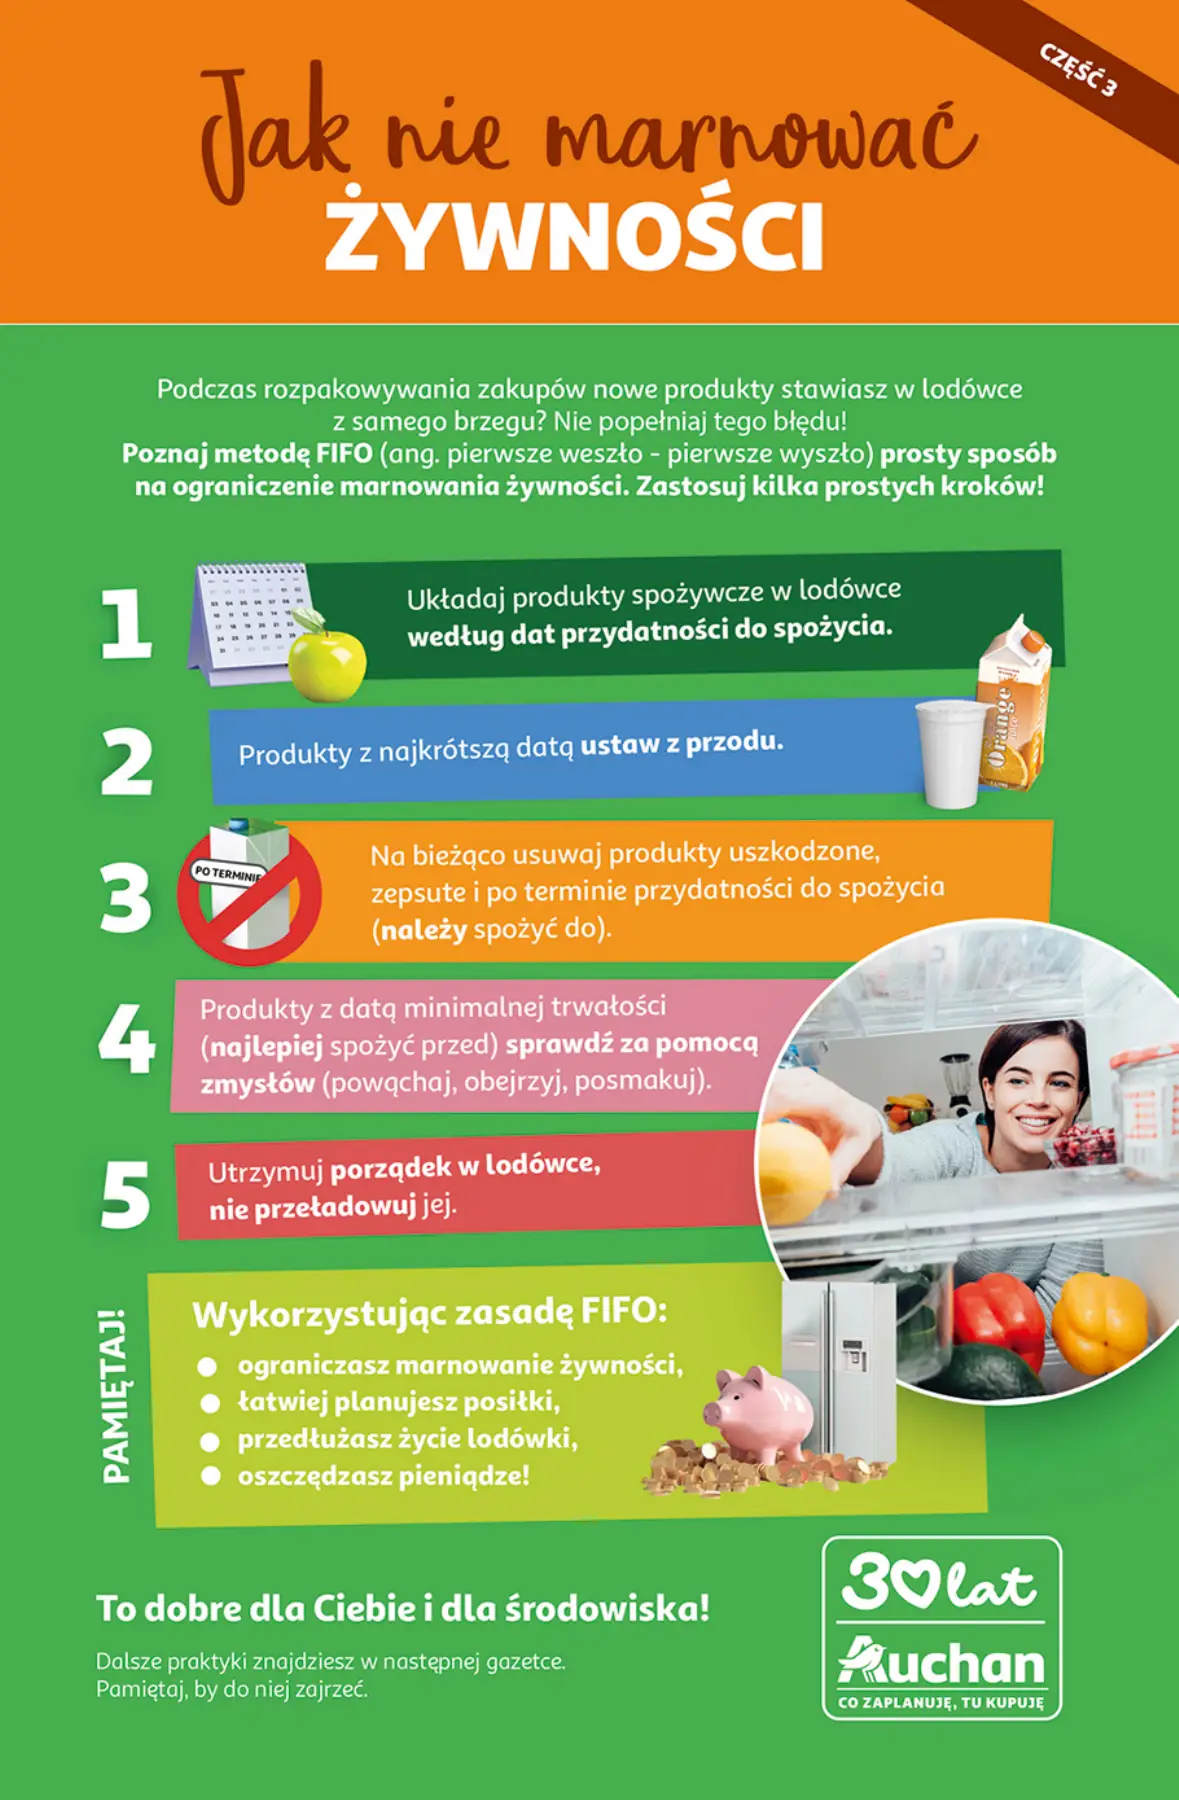 CZĘŚĆ 3
Jak nie marnować
ŻYWNOŚCI
Podczas rozpakowywania zakupów nowe produkty stawiasz w lodówce
z samego brzegu? Nie popełniaj tego błędu!
Poznaj metodę FIFO (ang. pierwsze weszło - pierwsze wyszło) prosty sposób
na ograniczenie marnowania żywności. Zastosuj kilka prostych kroków!
1
Układaj produkty spożywcze w lodówce
według dat przydatności do spożycia.
2
Produkty z najkrótszą datą ustaw z przodu.
Orange
3
PO TERMINIE
Na bieżąco usuwaj produkty uszkodzone,
zepsute i po terminie przydatności do spożycia
(należy spożyć do).
4
Produkty z datą minimalnej trwałości
(najlepiej spożyć przed) sprawdź za pomocą
zmysłów (powąchaj, obejrzyj, posmakuj).
5
Utrzymuj porządek w lodówce,
nie przeładowuj jej.
PAMIĘTAJ!
Wykorzystując zasadę FIFO:
ograniczasz marnowanie żywności,
łatwiej planujesz posiłki,
przedłużasz życie lodówki,
oszczędzasz pieniądze!
To dobre dla Ciebie i dla środowiska!
Dalsze praktyki znajdziesz w następnej gazetce.
Pamiętaj, by do niej zajrzeć.
30 lat
Auchan
CO ZAPLANUJĘ, TU KUPUJĘ